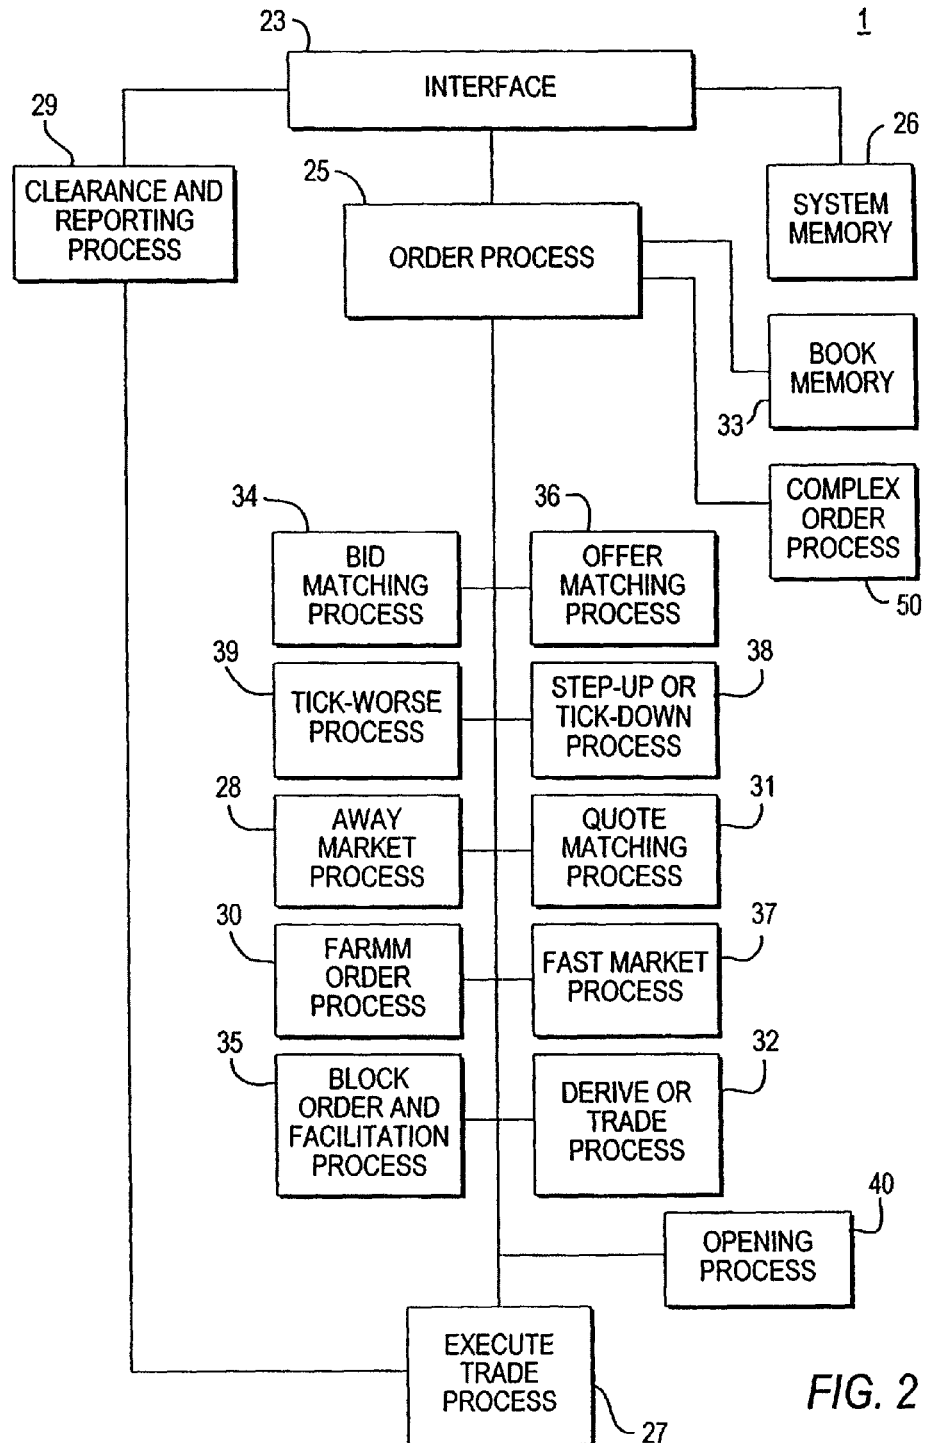 23
1
INTERFACE
29
26
CLEARANCE AND
REPORTING
PROCESS
25
ORDER PROCESS
SYSTEM
MEMORY
BOOK
MEMORY
33
COMPLEX
ORDER
PROCESS
50
34
BID
MATCHING
PROCESS
36
OFFER
MATCHING
PROCESS
39
TICK-WORSE
PROCESS
38
STEP-UP OR
TICK-DOWN
PROCESS
28
AWAY
MARKET
PROCESS
31
QUOTE
MATCHING
PROCESS
30
FARMM
ORDER
PROCESS
37
FAST MARKET
PROCESS
35
BLOCK
ORDER AND
FACILITATION
PROCESS
32
DERIVE OR
TRADE
PROCESS
40
OPENING
PROCESS
EXECUTE
TRADE
PROCESS
27
FIG. 2